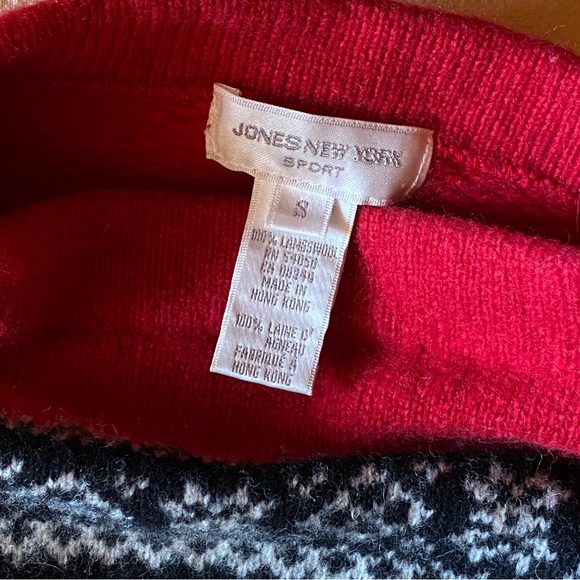 JONES NEW YORK
SPORT
S
100% LAMBSWOOL
RN 54050
CA 08348
MADE IN
HONG KONG
100% LAINE D'
AGNEAU
FABRIQUE A
HONG KONG